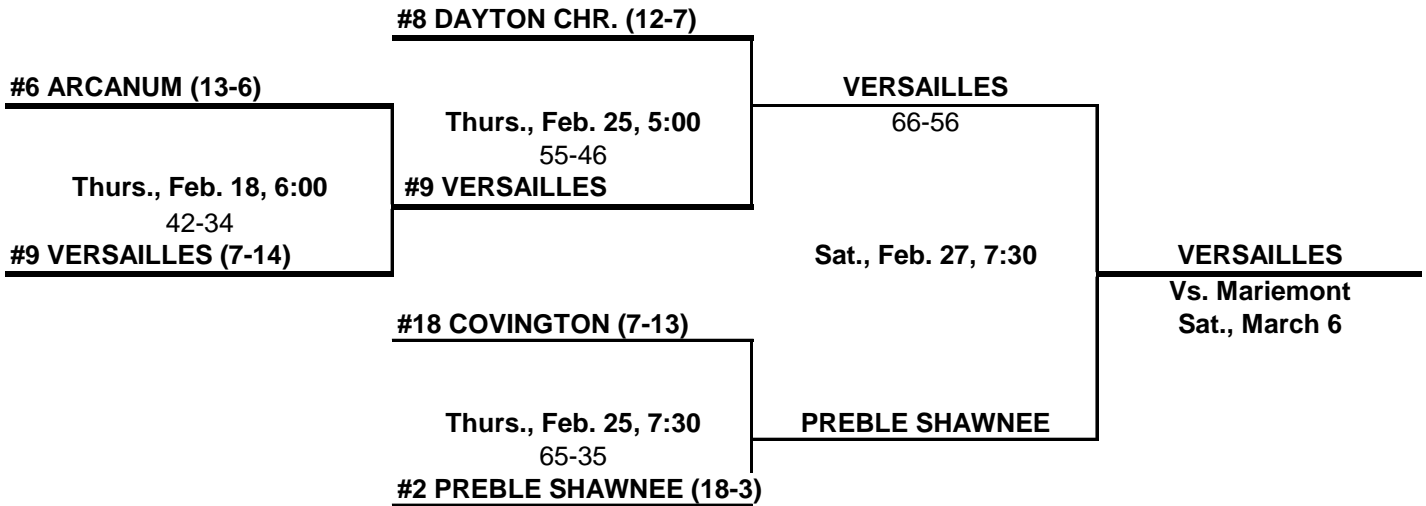 #8 DAYTON CHR. (12-7)
#6 ARCANUM (13-6)
VERSAILLES
Thurs., Feb. 25, 5:00
66-56
55-46
Thurs., Feb. 18, 6:00
#9 VERSAILLES
42-34
#9 VERSAILLES (7-14)
Sat., Feb. 27, 7:30
VERSAILLES
Vs. Mariemont
#18 COVINGTON (7-13)
Sat., March 6
Thurs., Feb. 25, 7:30
PREBLE SHAWNEE
65-35
#2 PREBLE SHAWNEE (18-3)